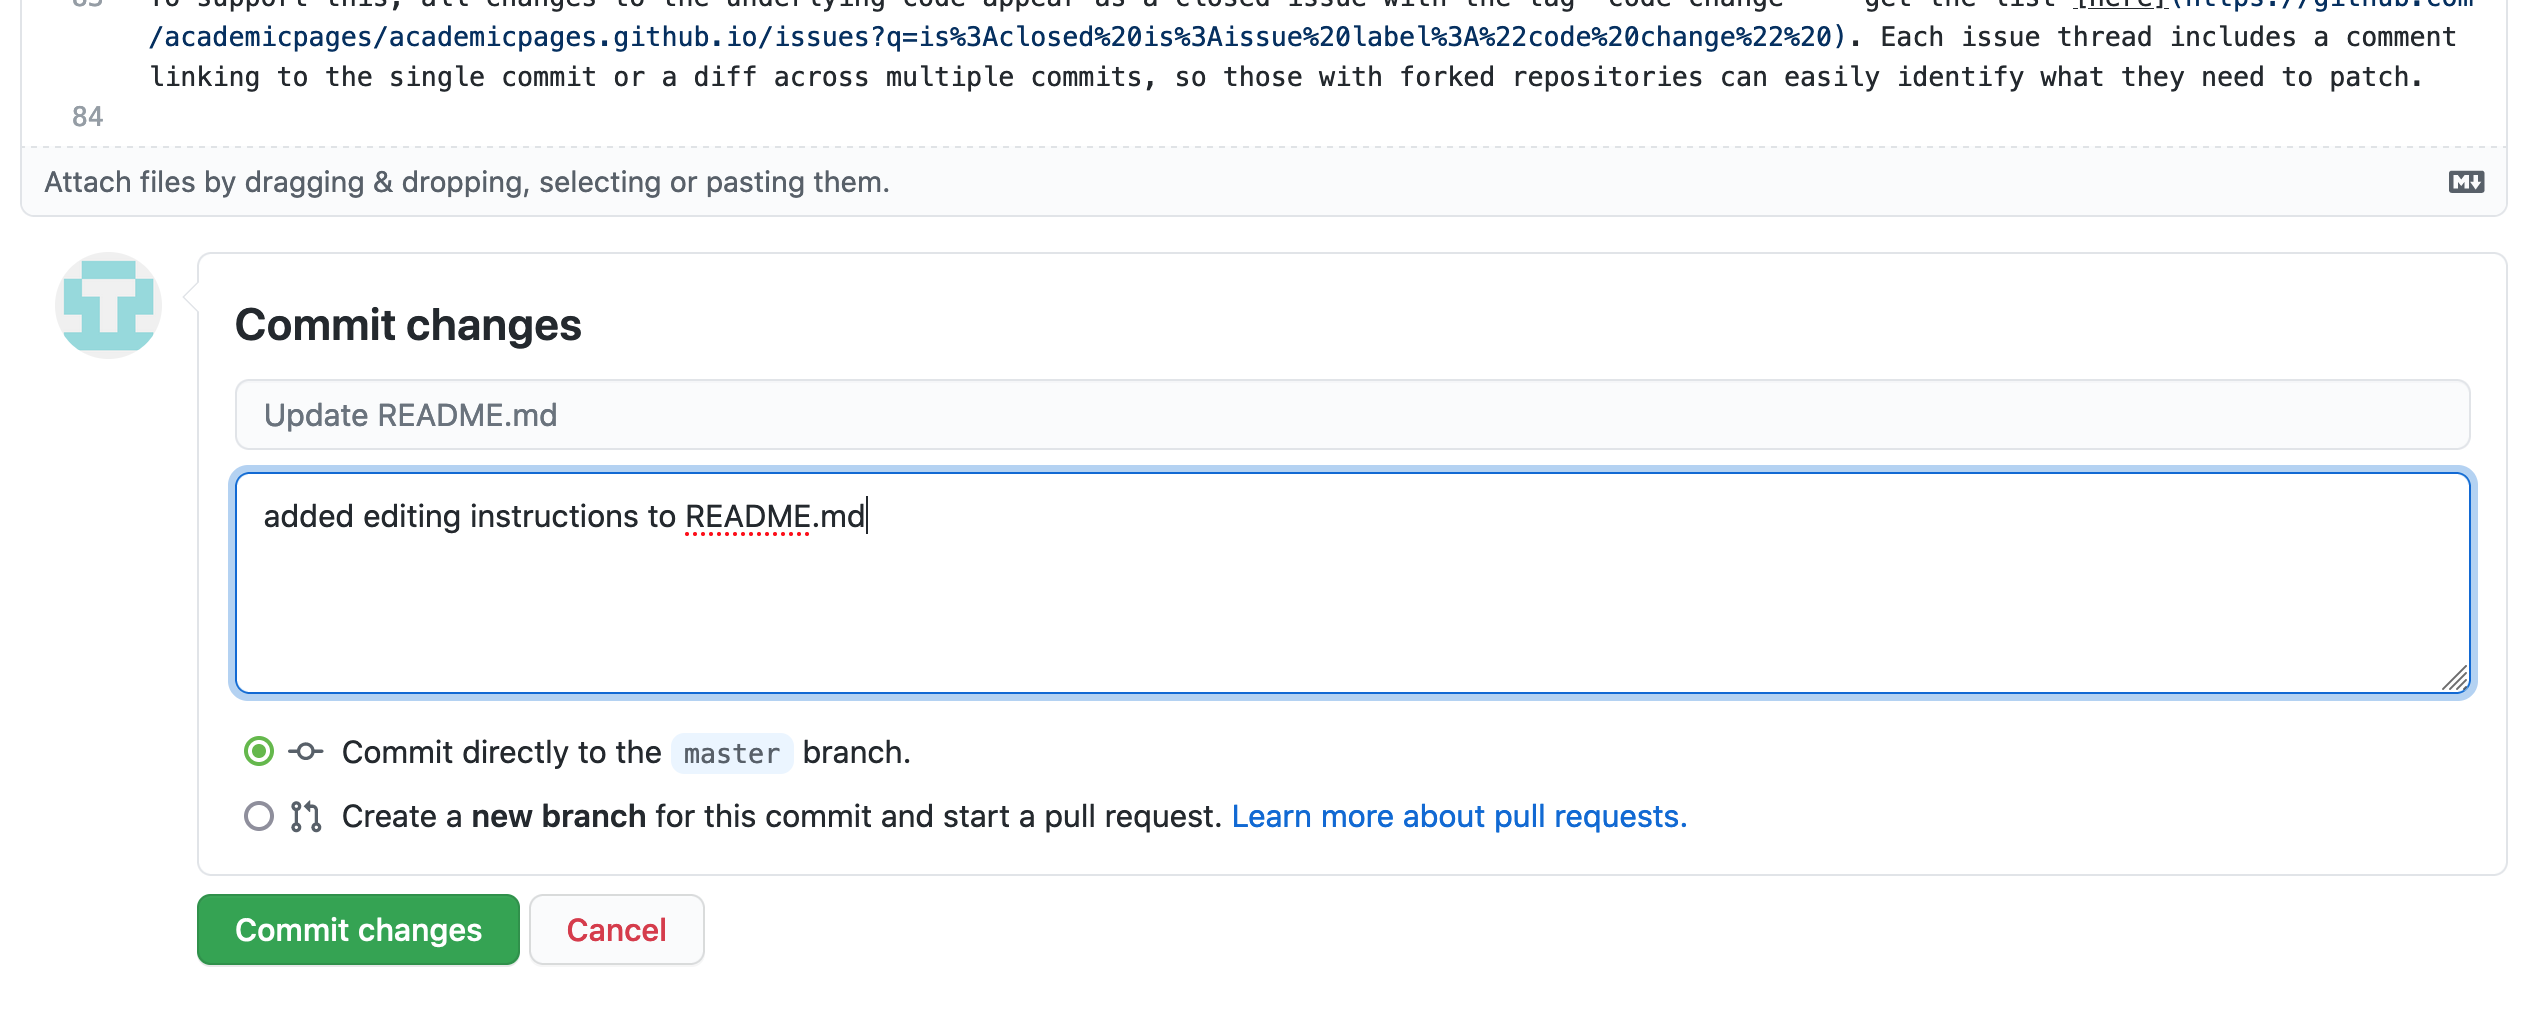 83 To support this, all changes to the underlying code appear as a closed issue with the tag 'code change' -- get the list [here](https://github.com
/academicpages/academicpages.github.io/issues?q=is%3Aclosed%20is%3Aissue%20label%3A%22code%20change%22%20). Each issue thread includes a comment
linking to the single commit or a diff across multiple commits, so those with forked repositories can easily identify what they need to patch.
84
Attach files by dragging & dropping, selecting or pasting them.
M
Commit changes
Update README.md
added editing instructions to README.md
Commit directly to the master branch.
Create a new branch for this commit and start a pull request. Learn more about pull requests.
Commit changes
Cancel